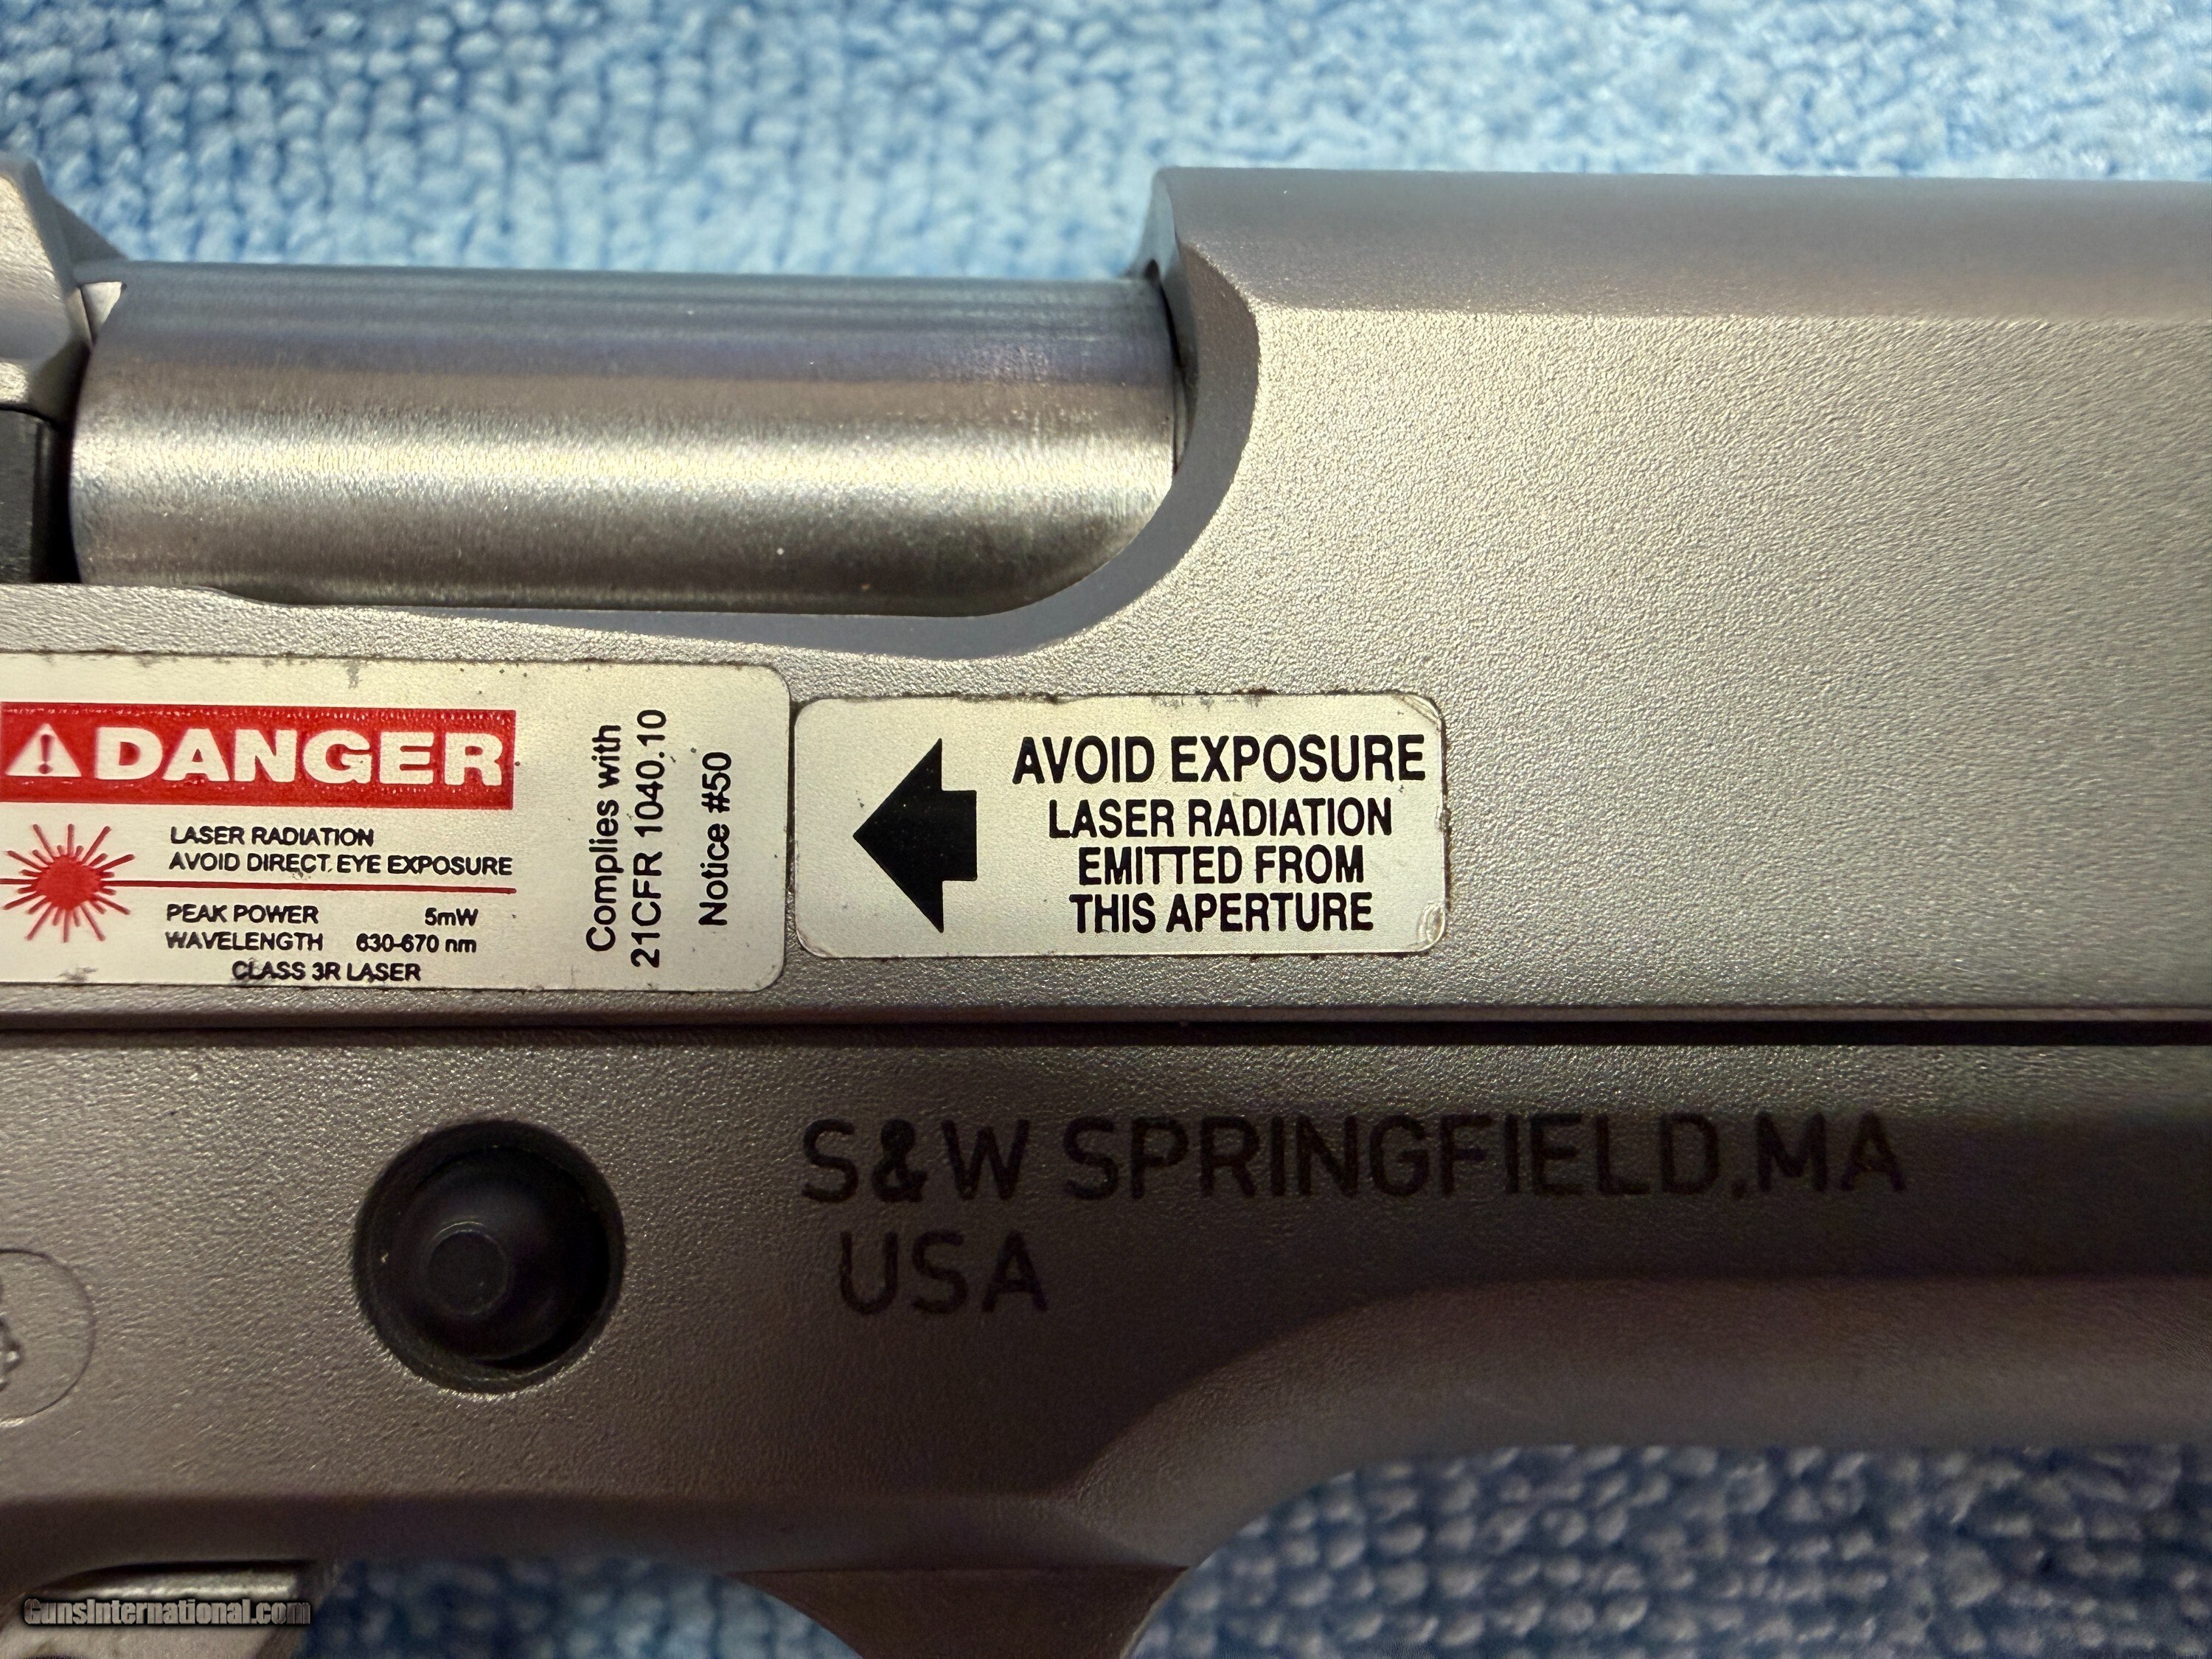 DANGER
LASER RADIATION
AVOID DIRECT EYE EXPOSURE
PEAK POWER 5mW
WAVELENGTH 630-670 nm
CLASS 3R LASER
Complies with
21CFR 1040.10
Notice #50
AVOID EXPOSURE
LASER RADIATION
EMITTED FROM
THIS APERTURE
S&W SPRINGFIELD,MA
USA
GunsInternational.com